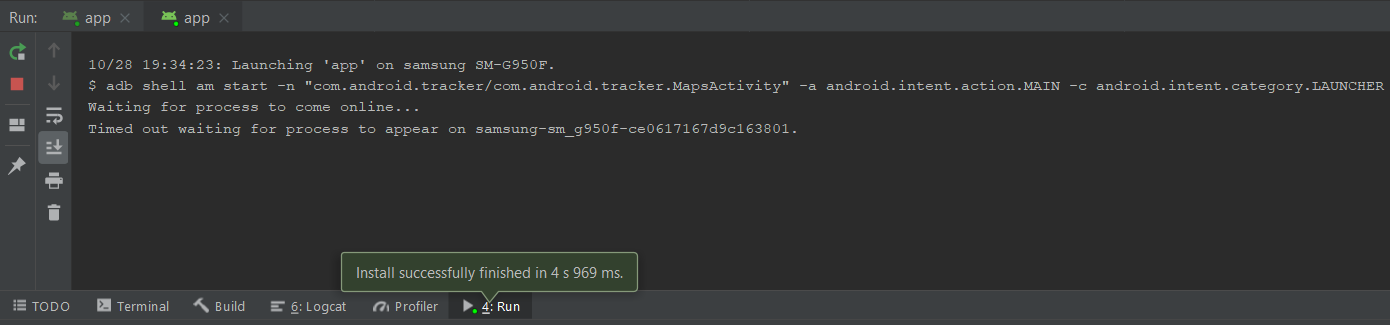 Run: app app
10/28 19:34:23: Launching 'app' on samsung SM-G950F.
$ adb shell am start -n "com.android.tracker/com.android.tracker.MapsActivity" -a android.intent.action.MAIN -c android.intent.category.LAUNCHER
Waiting for process to come online...
Timed out waiting for process to appear on samsung-sm_g950f-ce0617167d9c163801.
Install successfully finished in 4 s 969 ms.
TODO Terminal Build 6: Logcat Profiler 4: Run